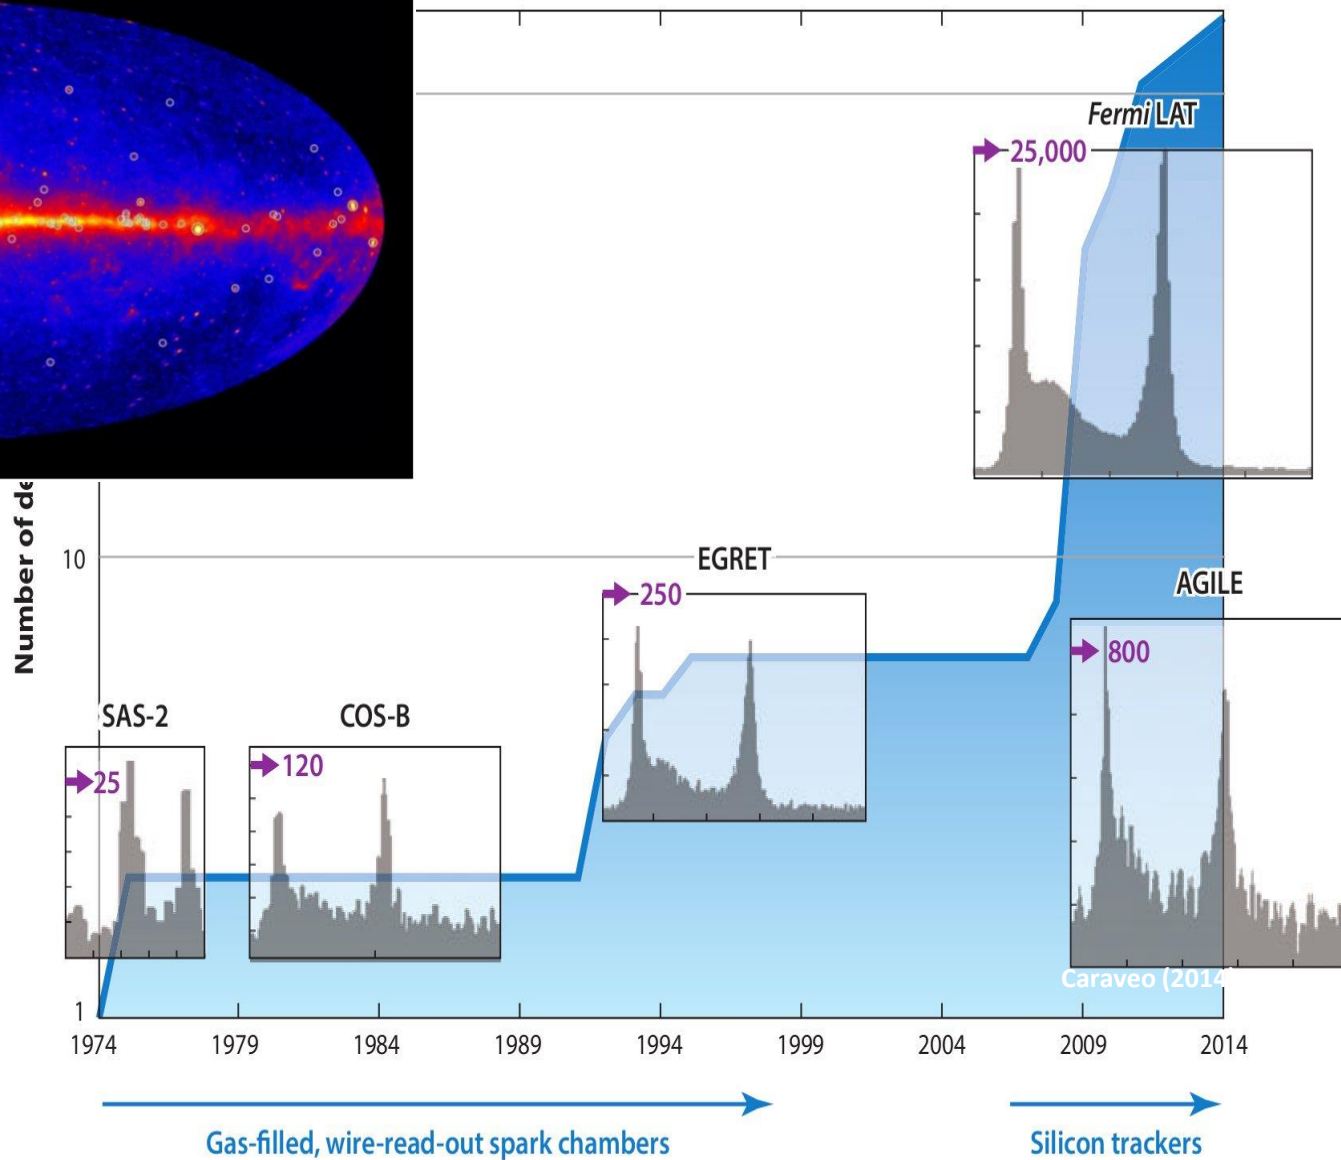 Fermi LAT
25,000
Number of
10
EGRET
250
AGILE
800
SAS-2
25
COS-B
120
Caraveo (2014
1
1974 1979 1984 1989 1994 1999 2004 2009 2014
Gas-filled, wire-read-out spark chambers
Silicon trackers